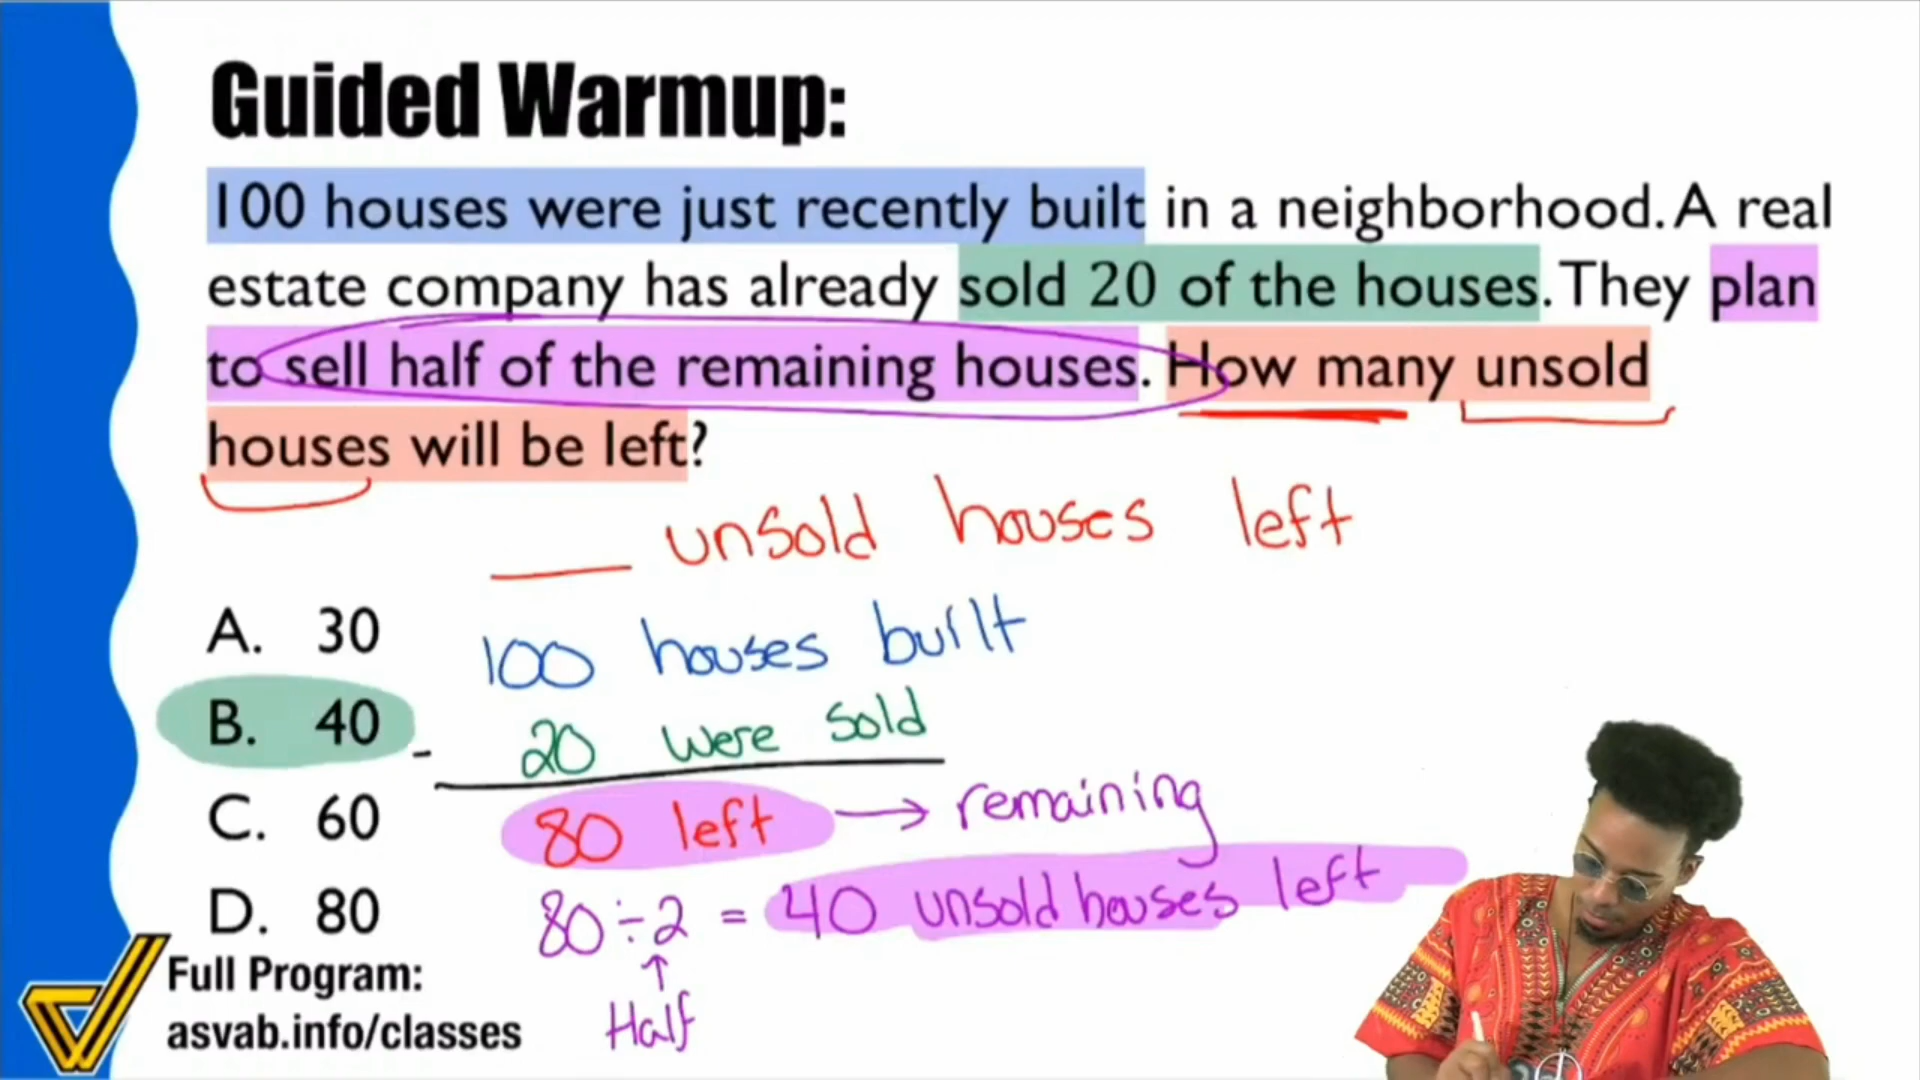 Guided Warmup:
100 houses were just recently built in a neighborhood. A real
estate company has already sold 20 of the houses. They plan
to sell half of the remaining houses. How many unsold
houses will be left?
___ unsold houses left
A. 30
100 houses built
B. 40
- 20 were sold
C. 60
80 left → remaining
D. 80
80 ÷ 2 = 40 unsold houses left
↑
Half
Full Program:
asvab.info/classes